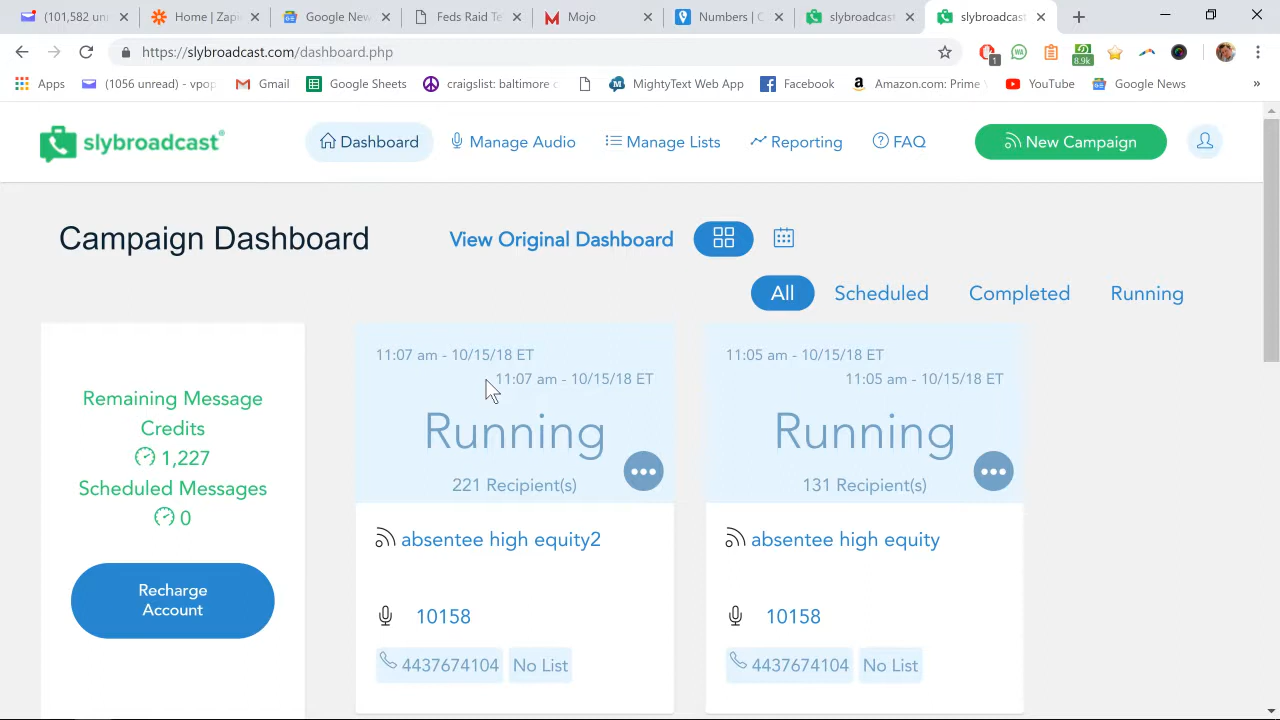 (101,582 un
Home | Zap
Google New
Feds Raid Te
Mojo
Numbers | C
slybroadcast
slybroadcast
https://slybroadcast.com/dashboard.php
1
8.9k
Apps
(1056 unread) - vpop
Gmail
Google Sheets
craigslist: baltimore c
MightyText Web App
Facebook
Amazon.com: Prime
YouTube
Google News
»
slybroadcast
Dashboard
Manage Audio
Manage Lists
Reporting
FAQ
New Campaign
Campaign Dashboard
View Original Dashboard
All
Scheduled
Completed
Running
Remaining Message
Credits
1,227
Scheduled Messages
0
Recharge
Account
11:07 am - 10/15/18 ET
11:07 am - 10/15/18 ET
Running
221 Recipient(s)
absentee high equity2
10158
4437674104
No List
11:05 am - 10/15/18 ET
11:05 am - 10/15/18 ET
Running
131 Recipient(s)
absentee high equity
10158
4437674104
No List